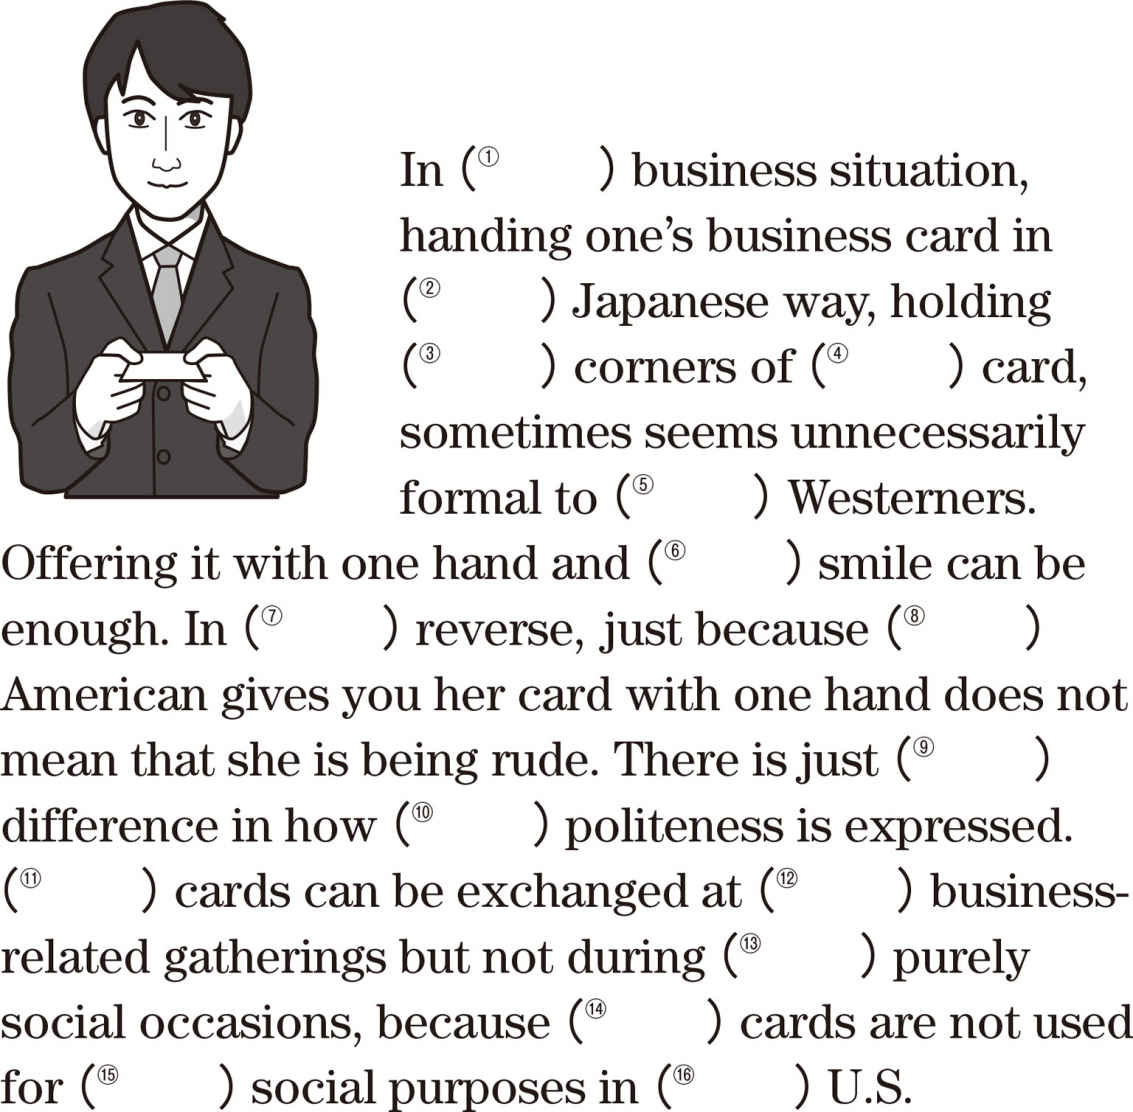 In (① ) business situation,
handing one's business card in
(② ) Japanese way, holding
(③ ) corners of (④ ) card,
sometimes seems unnecessarily
formal to (⑤ ) Westerners.
Offering it with one hand and (⑥ ) smile can be
enough. In (⑦ ) reverse, just because (⑧ )
American gives you her card with one hand does not
mean that she is being rude. There is just (⑨ )
difference in how (⑩ ) politeness is expressed.
(⑪ ) cards can be exchanged at (⑫ ) business-
related gatherings but not during (⑬ ) purely
social occasions, because (⑭ ) cards are not used
for (⑮ ) social purposes in (⑯ ) U.S.